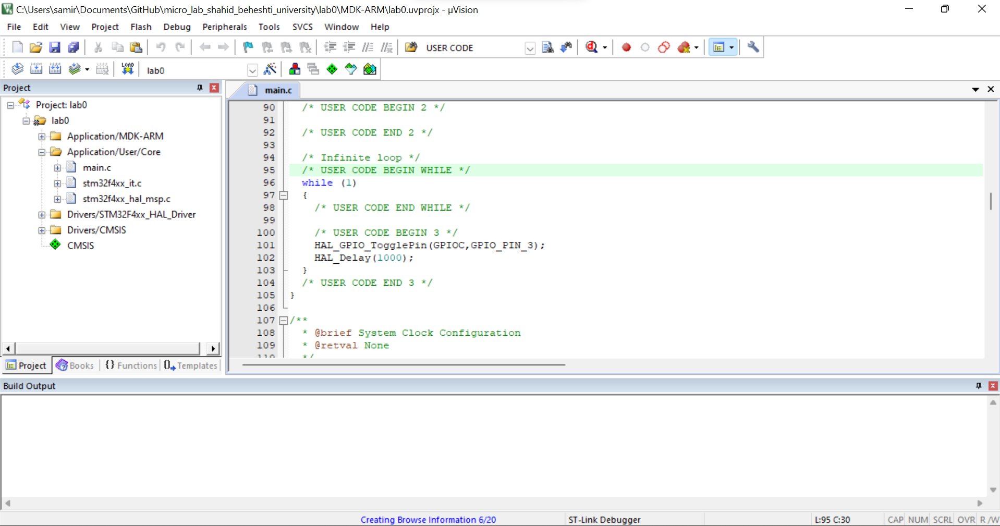 C:\Users\samir\Documents\GitHub\micro_lab_shahid_beheshti_university\lab0\MDK-ARM\lab0.uvprojx - µVision
File Edit View Project Flash Debug Peripherals Tools SVCS Window Help
USER CODE
LOAD lab0
Project
main.c
Project: lab0
lab0
Application/MDK-ARM
Application/User/Core
main.c
stm32f4xx_it.c
stm32f4xx_hal_msp.c
Drivers/STM32F4xx_HAL_Driver
Drivers/CMSIS
CMSIS
Project Books {} Functions Templates
90 /* USER CODE BEGIN 2 */
91
92 /* USER CODE END 2 */
93
94 /* Infinite loop */
95 /* USER CODE BEGIN WHILE */
96 while (1)
97 {
98 /* USER CODE END WHILE */
99
100 /* USER CODE BEGIN 3 */
101 HAL_GPIO_TogglePin(GPIOC,GPIO_PIN_3);
102 HAL_Delay(1000);
103 }
104 /* USER CODE END 3 */
105 }
106
107 /**
108 * @brief System Clock Configuration
109 * @retval None
110 */
Build Output
Creating Browse Information 6/20 ST-Link Debugger L:95 C:30 CAP NUM SCRL OVR R/W